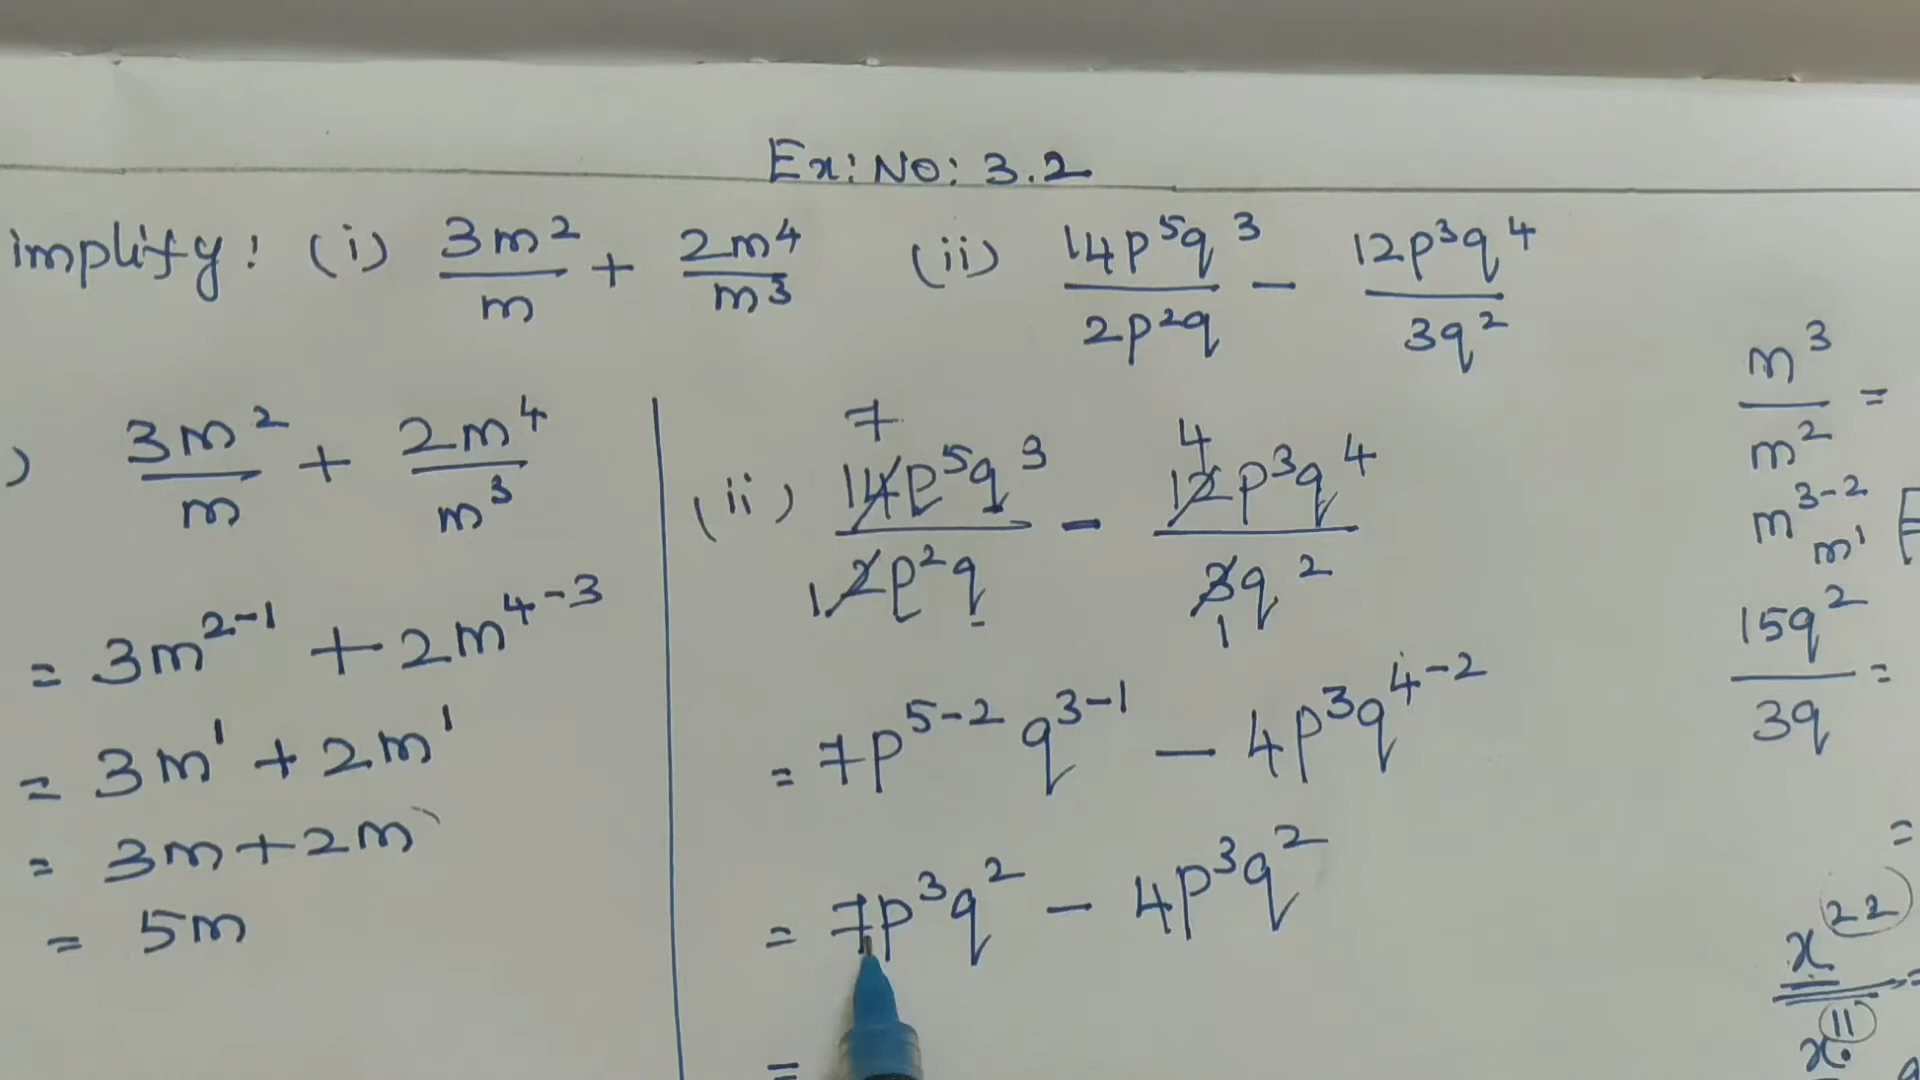 Ex: No: 3.2
implify: (i) 3m²/m + 2m⁴/m³ (ii) 14p⁵q³/2p²q − 12p³q⁴/3q²
) 3m²/m + 2m⁴/m³
= 3m²⁻¹ + 2m⁴⁻³
= 3m¹ + 2m¹
= 3m + 2m
= 5m
(ii) 7 14p⁵q³/1 2p²q − 4 12p³q⁴/3q² 1
= 7p⁵⁻² q³⁻¹ − 4p³q⁴⁻²
= 7p³q² − 4p³q²
=
m³/m² =
m³⁻²
m¹
15q²/3q =
=
x²²/x¹¹ =